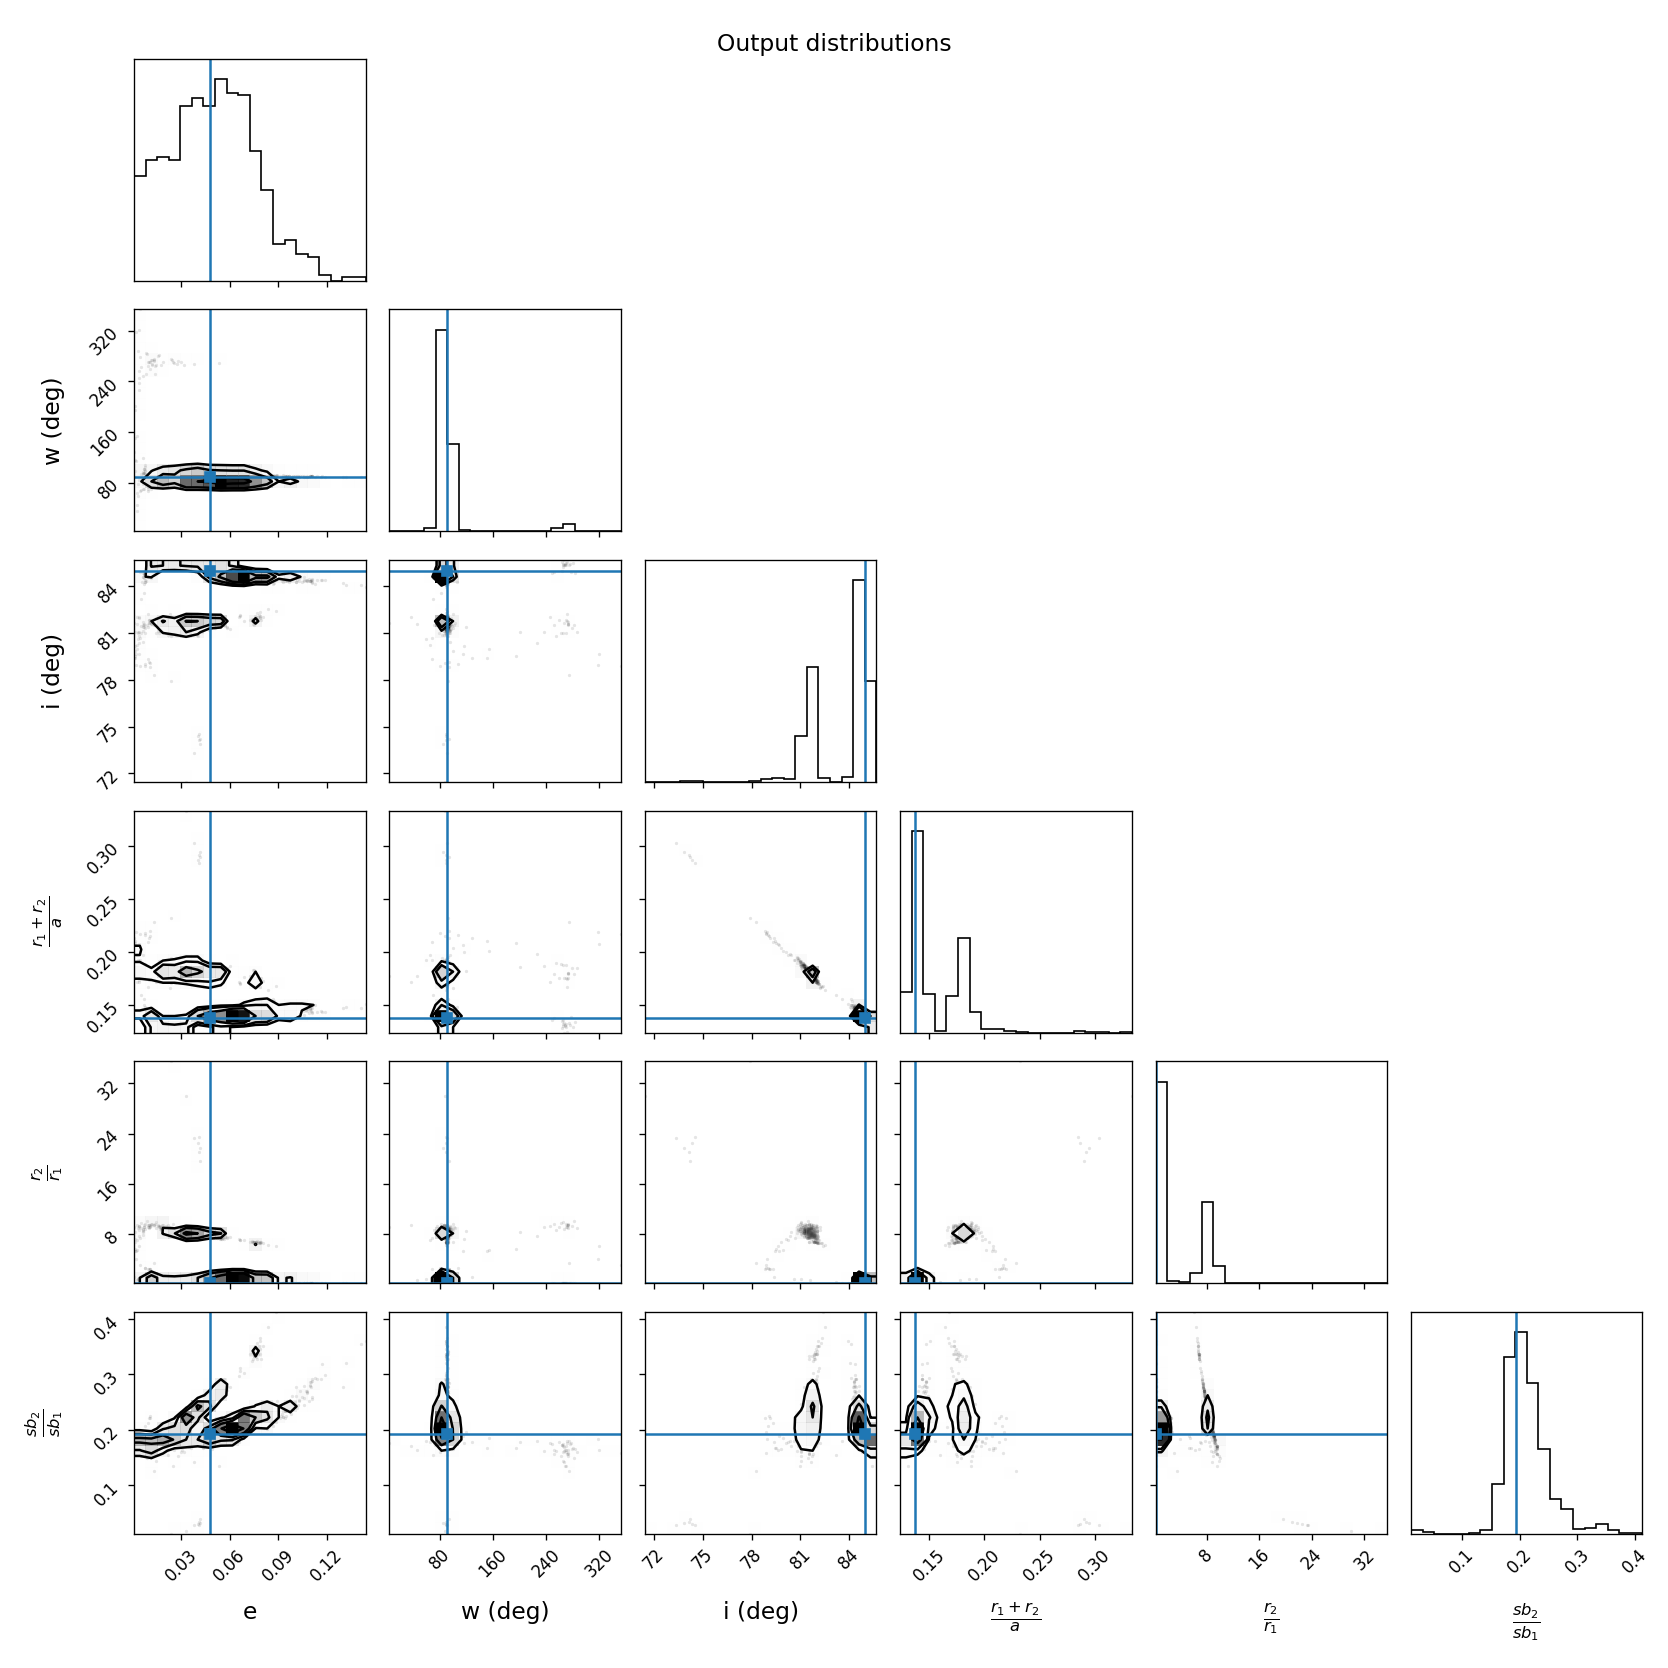 Output distributions
w (deg)
320
240
160
80
i (deg)
84
81
78
75
72
r₁ + r₂
a
0.30
0.25
0.20
0.15
r₂
r₁
32
24
16
8
sb₂
sb₁
0.4
0.3
0.2
0.1
0.03 0.06 0.09 0.12 80 160 240 320 72 75 78 81 84 0.15 0.20 0.25 0.30 8 16 24 32 0.1 0.2 0.3 0.4
e w (deg) i (deg) r₁ + r₂ r₂ sb₂
a r₁ sb₁